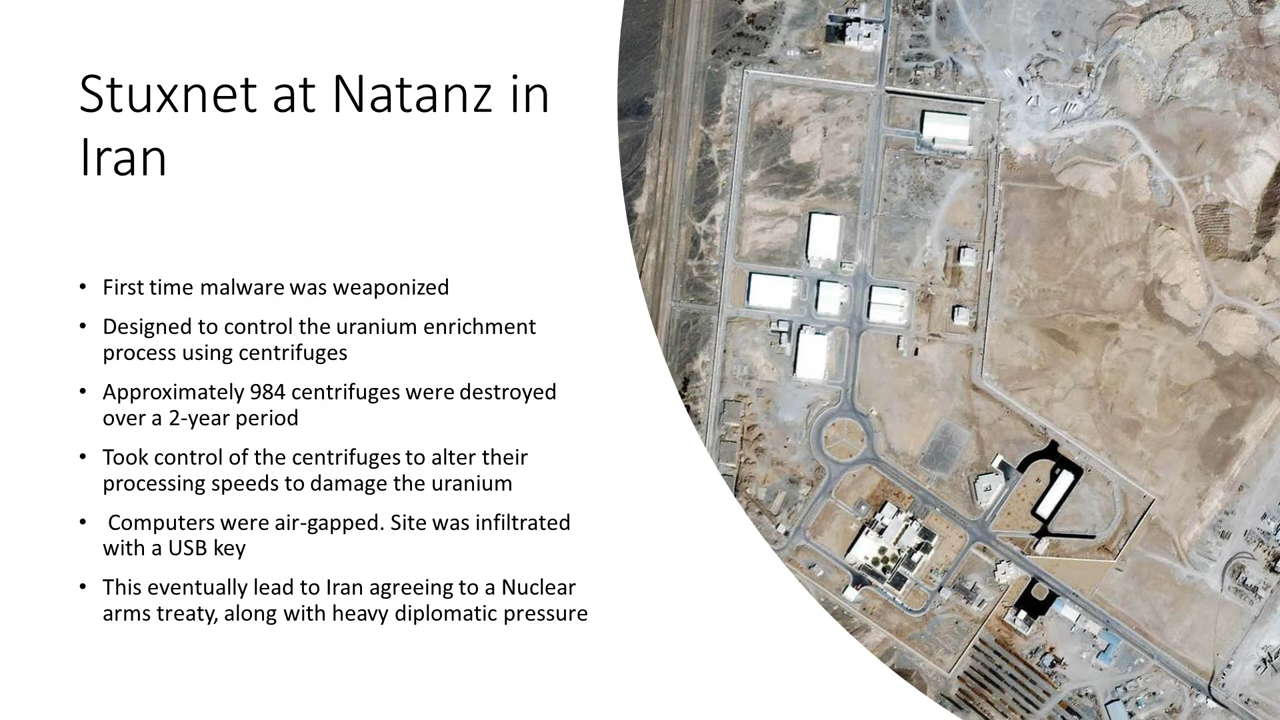 Stuxnet at Natanz in
Iran
• First time malware was weaponized
• Designed to control the uranium enrichment
process using centrifuges
• Approximately 984 centrifuges were destroyed
over a 2-year period
• Took control of the centrifuges to alter their
processing speeds to damage the uranium
• Computers were air-gapped. Site was infiltrated
with a USB key
• This eventually lead to Iran agreeing to a Nuclear
arms treaty, along with heavy diplomatic pressure